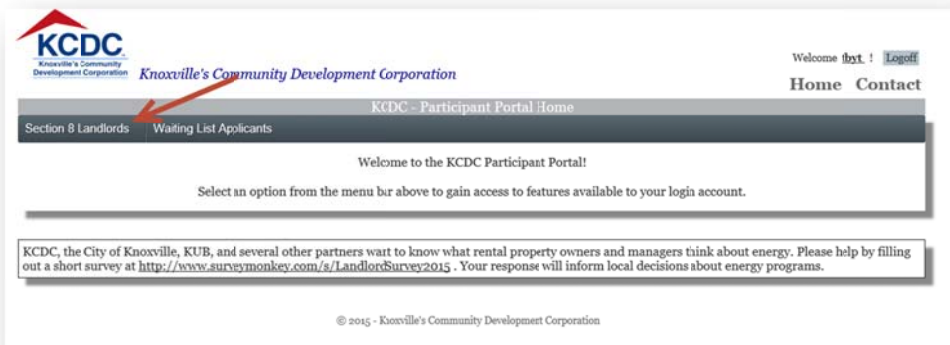 KCDC
Knoxville's Community
Development Corporation
Knoxville's Community Development Corporation
Welcome tbyt ! Logoff
Home Contact
KCDC - Participant Portal Home
Section 8 Landlords Waiting List Applicants
Welcome to the KCDC Participant Portal!
Select an option from the menu bar above to gain access to features available to your login account.
KCDC, the City of Knoxville, KUB, and several other partners want to know what rental property owners and managers think about energy. Please help by filling
out a short survey at http://www.surveymonkey.com/s/LandlordSurvey2015 . Your response will inform local decisions about energy programs.
© 2015 - Knoxville's Community Development Corporation